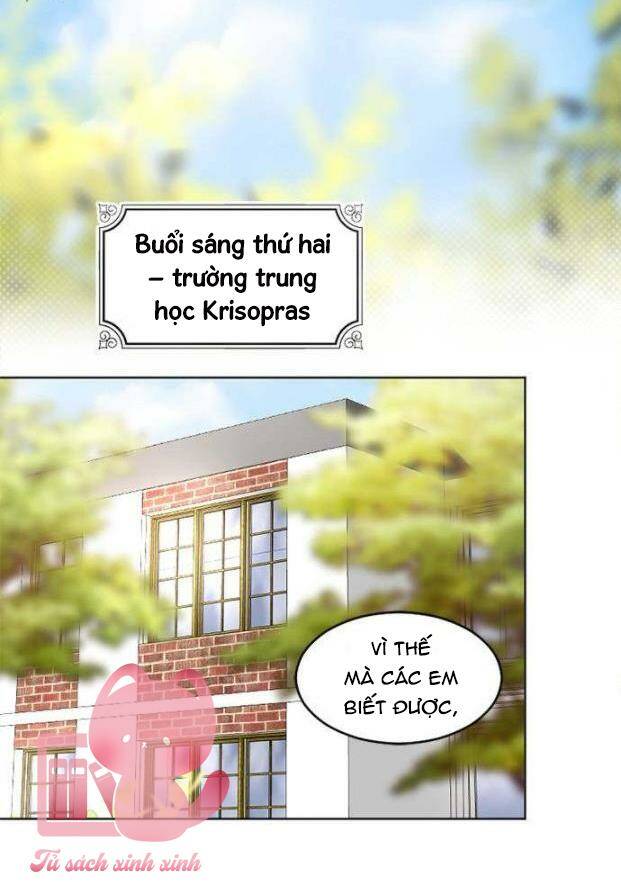 Buổi sáng thứ hai
– trường trung
học Krisopras
VÌ THẾ
MÀ CÁC EM
BIẾT ĐƯỢC,
Tủ sách xinh xinh